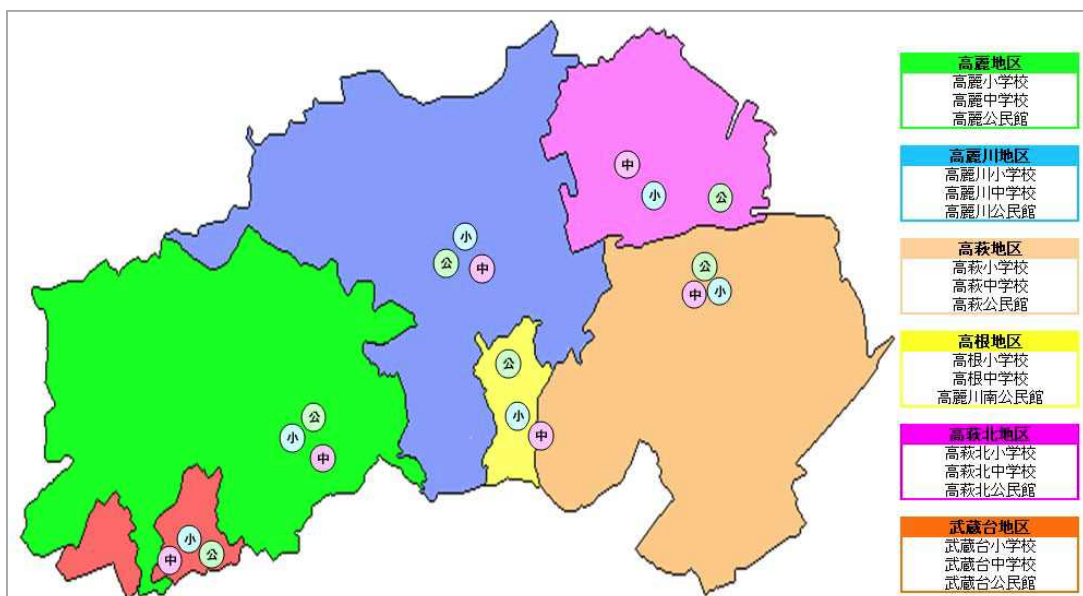 中
小
公
小
公
中
公
中
小
公
小
中
公
小
中
小
中
公
高麗地区
高麗小学校
高麗中学校
高麗公民館
高麗川地区
高麗川小学校
高麗川中学校
高麗川公民館
高萩地区
高萩小学校
高萩中学校
高萩公民館
高根地区
高根小学校
高根中学校
高麗川南公民館
高萩北地区
高萩北小学校
高萩北中学校
高萩北公民館
武蔵台地区
武蔵台小学校
武蔵台中学校
武蔵台公民館